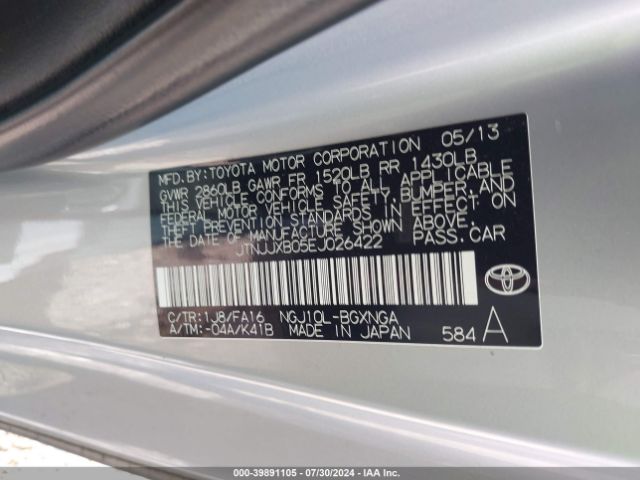 MFD.BY:TOYOTA MOTOR CORPORATION 05/13
GVWR 2860LB GAWR FR 1520LB RR 1430LB
THIS VEHICLE CONFORMS TO ALL APPLICABLE
FEDERAL MOTOR VEHICLE SAFETY, BUMPER, AND
THEFT PREVENTION STANDARDS IN EFFECT ON
THE DATE OF MANUFACTURE SHOWN ABOVE.
JTNJJXB05EJ026422 PASS.CAR
C/TR:1J8/FA16 NGJ10L-BGXNGA
A/TM:-04A/K41B MADE IN JAPAN 584 A
000-39891105 / 07/30/2024 - IAA Inc.